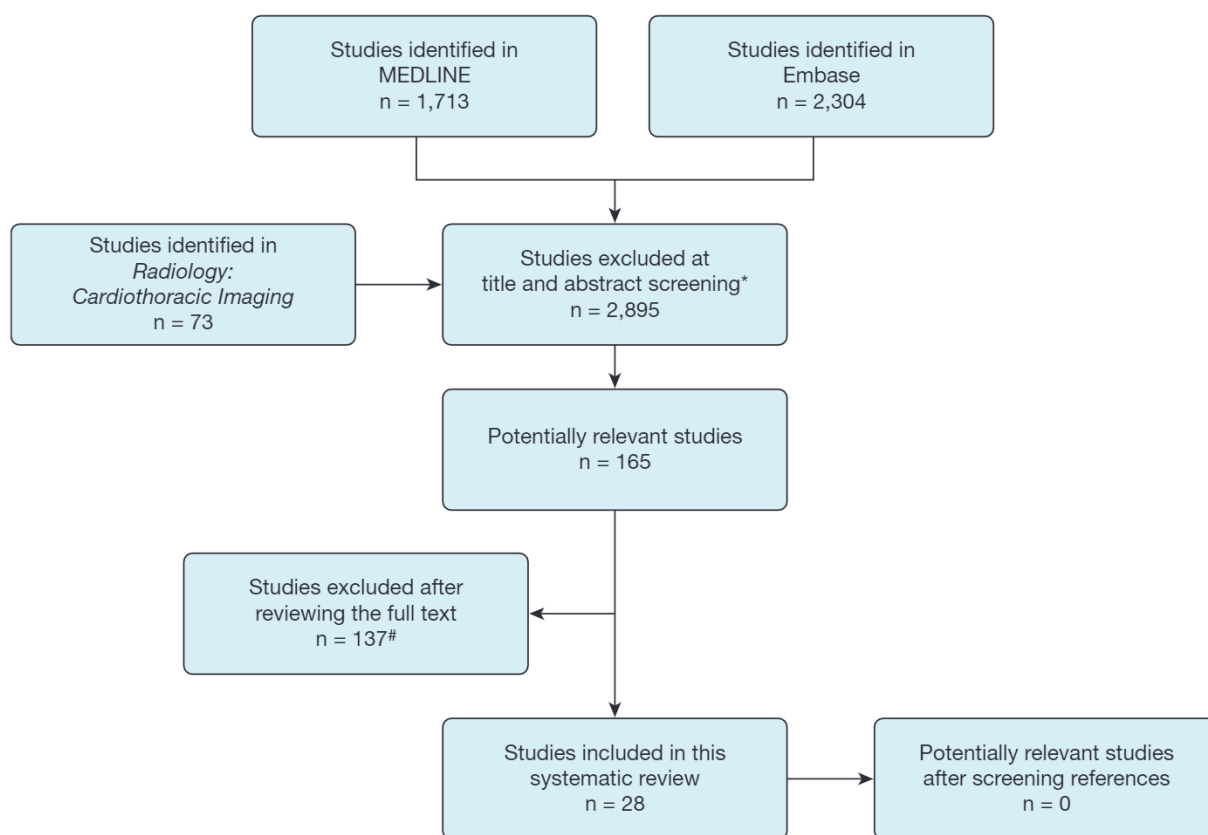 Studies identified in
MEDLINE
n = 1,713
Studies identified in
Embase
n = 2,304
Studies identified in
Radiology:
Cardiothoracic Imaging
n = 73
Studies excluded at
title and abstract screening*
n = 2,895
Potentially relevant studies
n = 165
Studies excluded after
reviewing the full text
n = 137#
Studies included in this
systematic review
n = 28
Potentially relevant studies
after screening references
n = 0